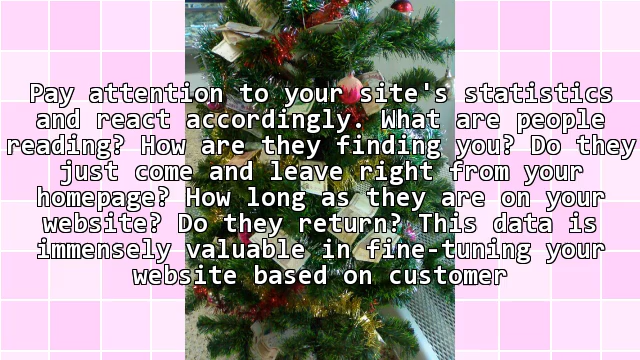 Pay attention to your site's statistics
and react accordingly. What are people
reading? How are they finding you? Do they
just come and leave right from your
homepage? How long as they are on your
website? Do they return? This data is
immensely valuable in fine-tuning your
website based on customer